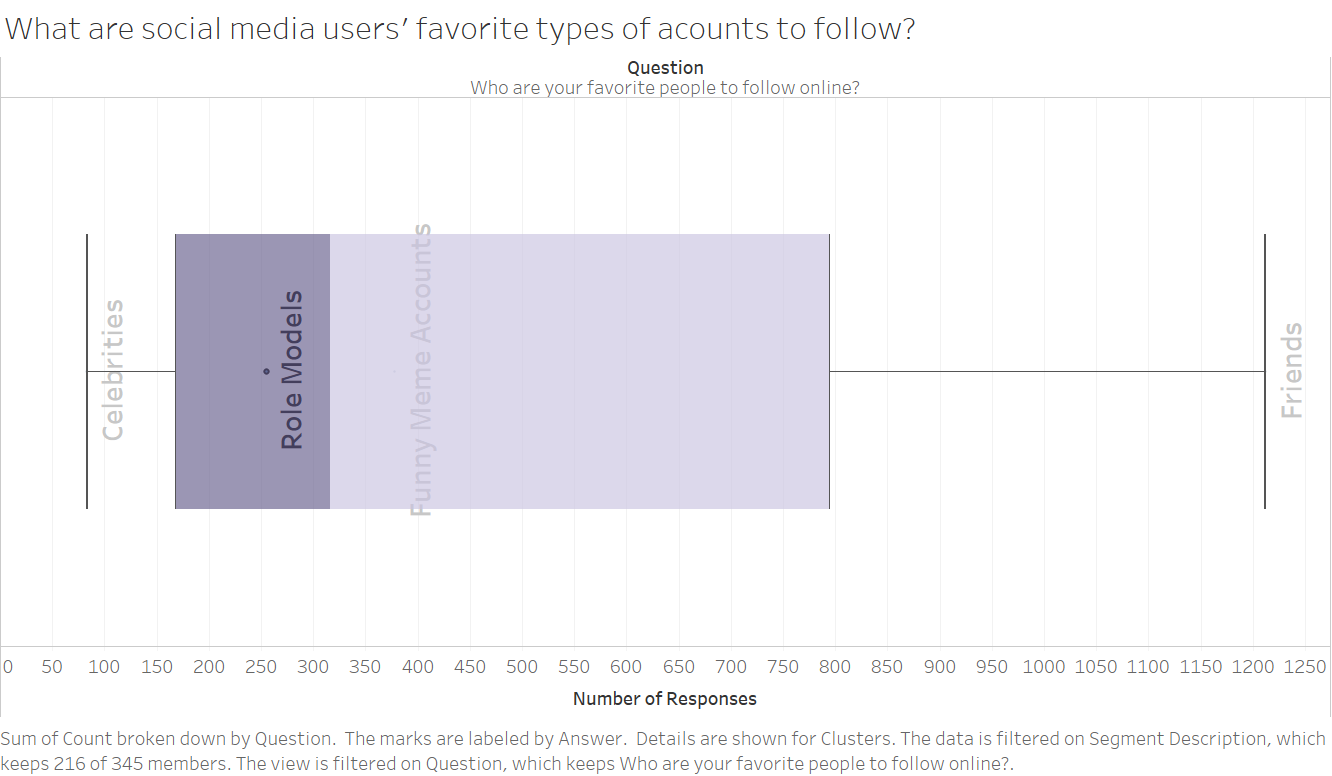 What are social media users’ favorite types of acounts to follow?
Question
Who are your favorite people to follow online?
Celebrities
Role Models
Funny Meme Accounts
Friends
0 50 100 150 200 250 300 350 400 450 500 550 600 650 700 750 800 850 900 950 1000 1050 1100 1150 1200 1250
Number of Responses
Sum of Count broken down by Question.  The marks are labeled by Answer.  Details are shown for Clusters. The data is filtered on Segment Description, which
keeps 216 of 345 members. The view is filtered on Question, which keeps Who are your favorite people to follow online?.